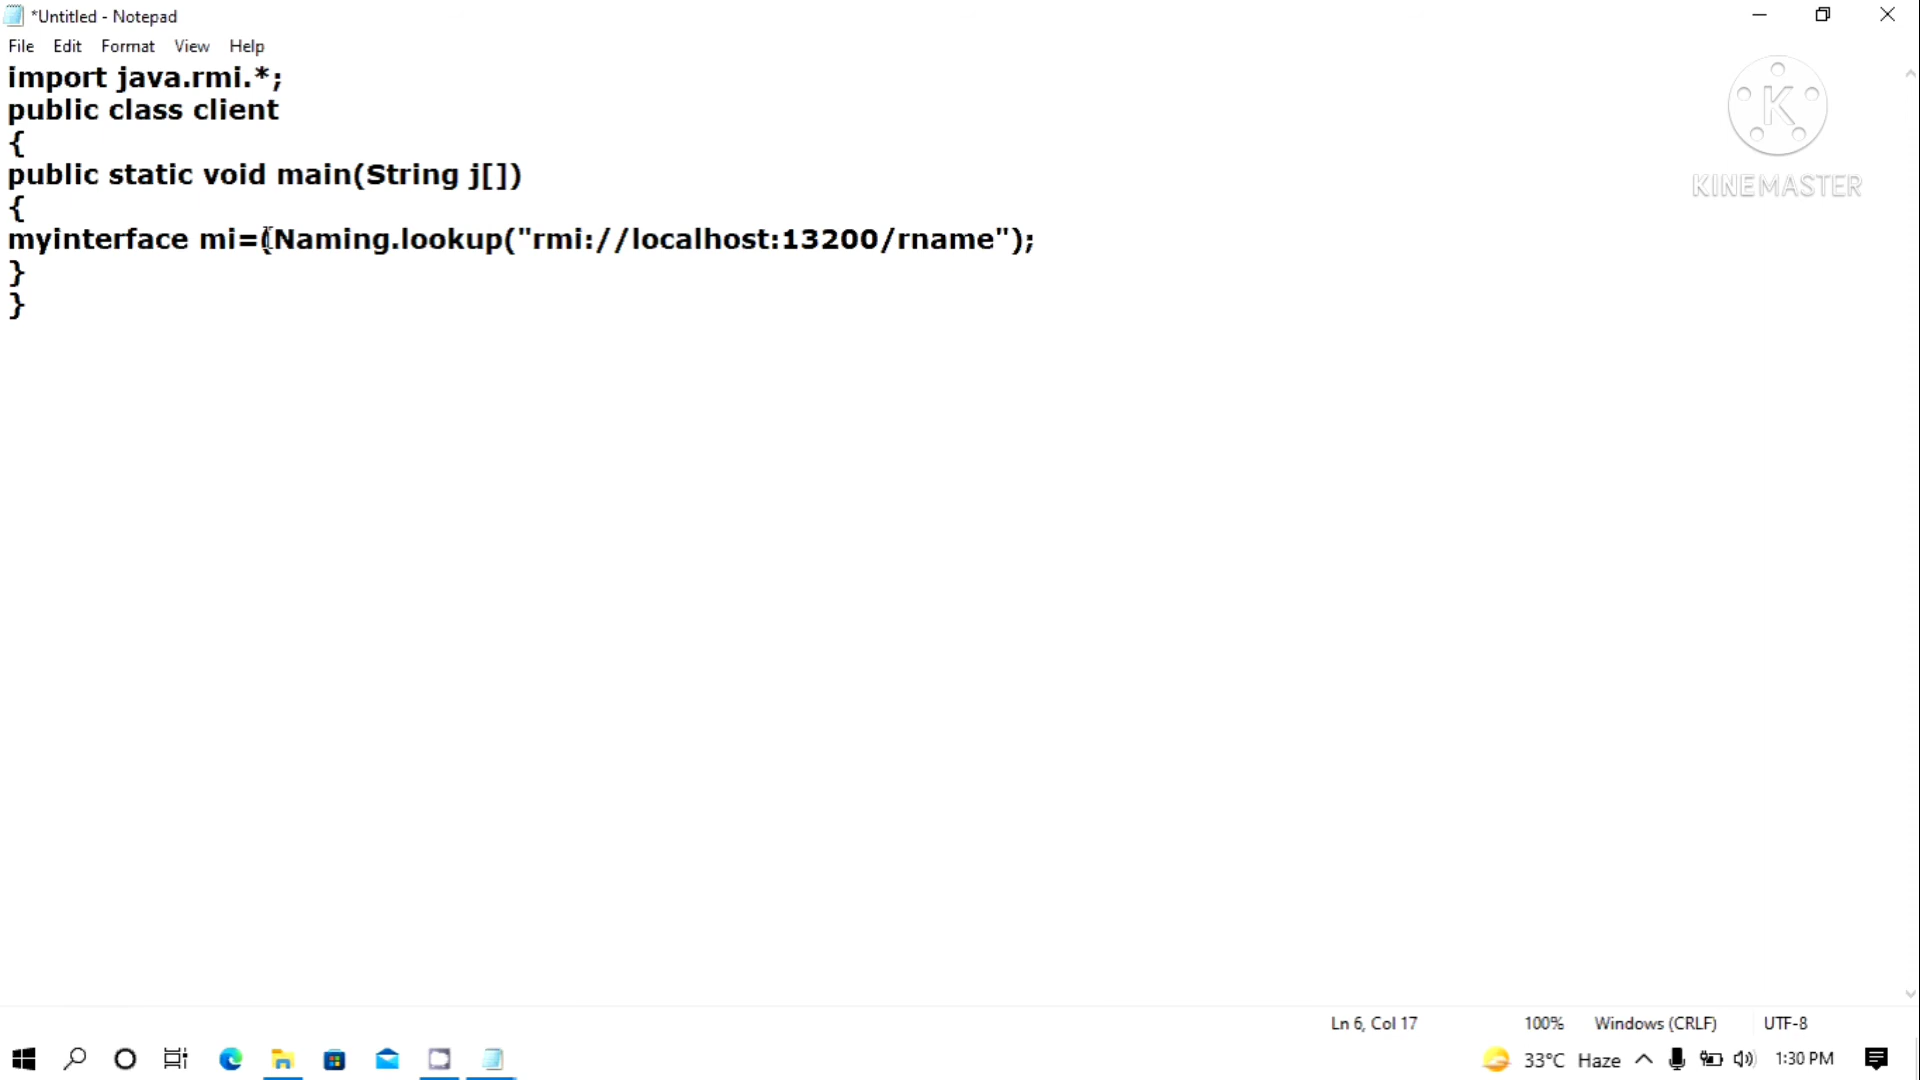 *Untitled - Notepad
File Edit Format View Help
import java.rmi.*;
public class client
{
public static void main(String j[])
{
myinterface mi=(Naming.lookup("rmi://localhost:13200/rname");
}
}
K
KINEMASTER
Ln 6, Col 17 100% Windows (CRLF) UTF-8
33°C Haze 1:30 PM